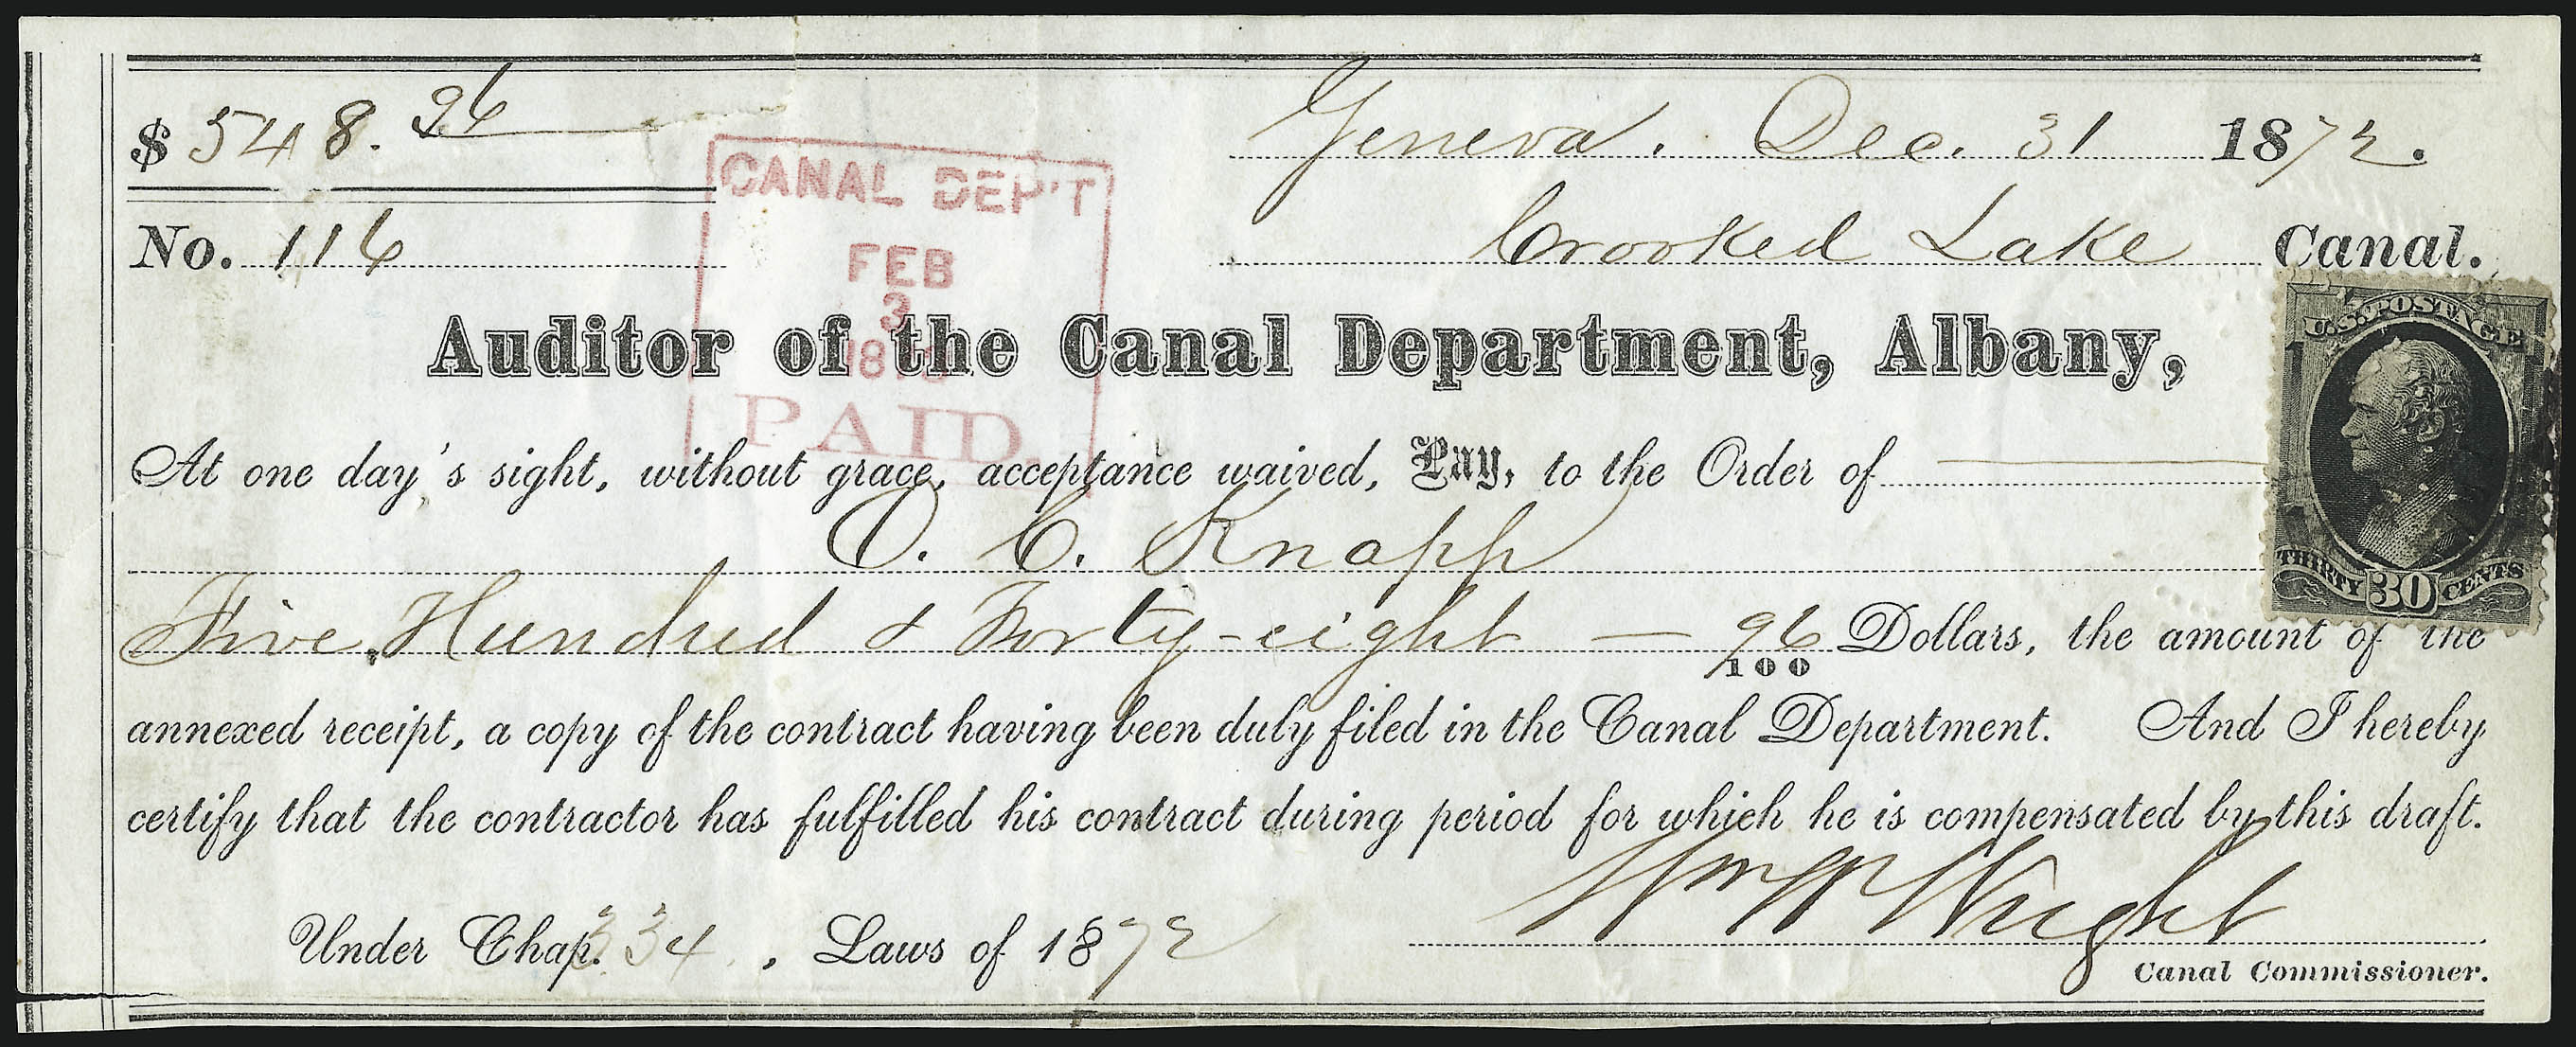 $ 548. 96
Geneva. Dec. 31 1872.
No. 116
Crooked Lake Canal.
CANAL DEP'T
FEB
3
PAID.
Auditor of the Canal Department, Albany,
At one day's sight, without grace, acceptance waived, Pay, to the Order of
O. C. Knapp
Five Hundred & Forty-eight — 96/100 Dollars, the amount of the
annexed receipt, a copy of the contract having been duly filed in the Canal Department. And I hereby
certify that the contractor has fulfilled his contract during period for which he is compensated by this draft.
Under Chap. 334, Laws of 1872
Wm W Wright
Canal Commissioner.
U.S. POSTAGE
THIRTY 30 CENTS